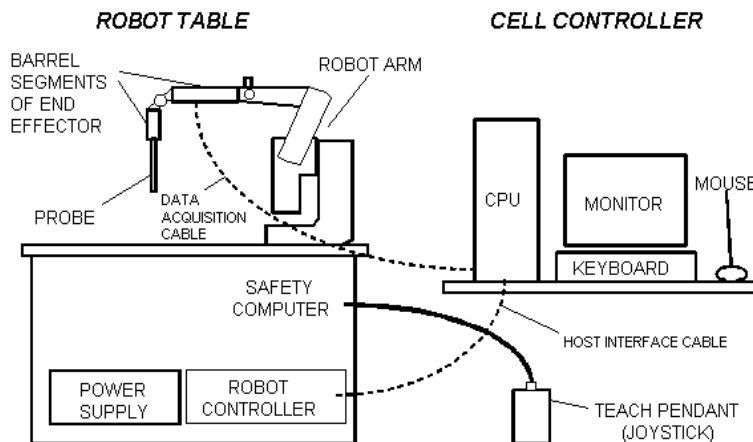 ROBOT TABLE
CELL CONTROLLER
BARREL
SEGMENTS
OF END
EFFECTOR
ROBOT ARM
PROBE
DATA
ACQUISITION
CABLE
CPU
MONITOR
MOUSE
KEYBOARD
SAFETY
COMPUTER
HOST INTERFACE CABLE
POWER
SUPPLY
ROBOT
CONTROLLER
TEACH PENDANT
(JOYSTICK)